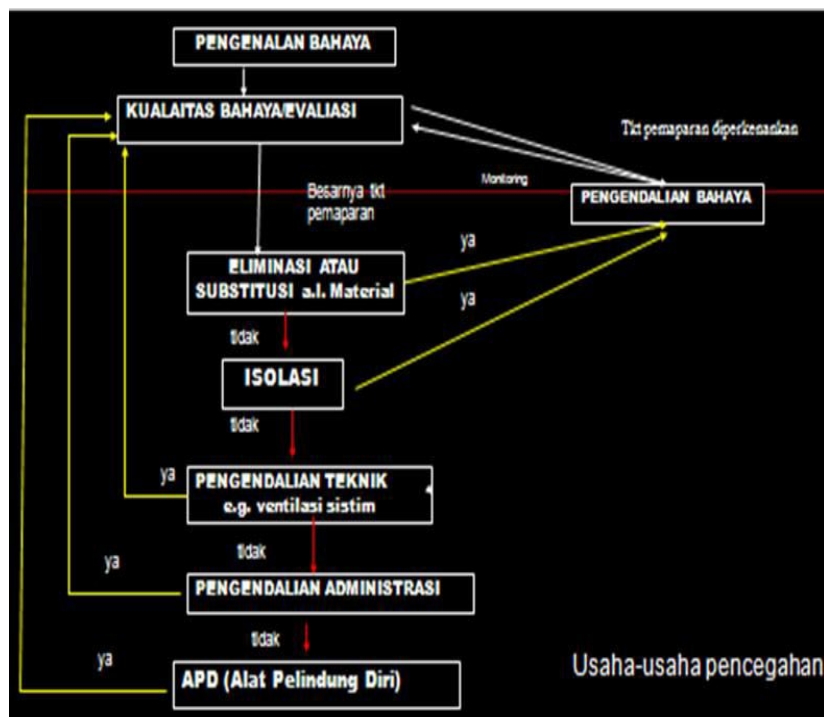 PENGENALAN BAHAYA
KUALAITAS BAHAYA/EVALIASI
Tkt pemaparan diperkenankan
Monitoring
Besarnya tkt
pemaparan
PENGENDALIAN BAHAYA
ya
ELIMINASI ATAU
SUBSTITUSI a.l. Material
ya
tidak
ISOLASI
tidak
ya
PENGENDALIAN TEKNIK
e.g. ventilasi sistim
tidak
ya
PENGENDALIAN ADMINISTRASI
tidak
ya
APD (Alat Pelindung Diri)
Usaha-usaha pencegahan